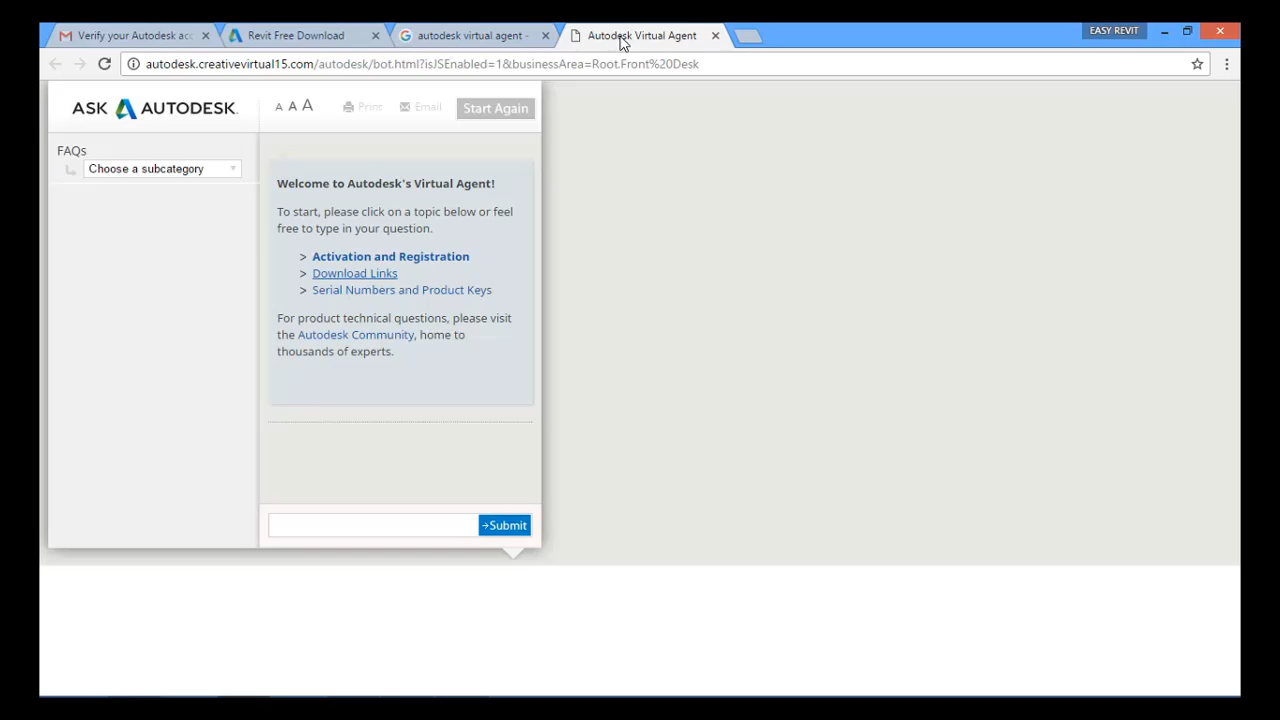 Verify your Autodesk acc
Revit Free Download
autodesk virtual agent -
Autodesk Virtual Agent
EASY REVIT
autodesk.creativevirtual15.com/autodesk/bot.html?isJSEnabled=1&businessArea=Root.Front%20Desk
ASK AUTODESK.
A A A
Print
Email
Start Again
FAQs
Choose a subcategory
Welcome to Autodesk's Virtual Agent!
To start, please click on a topic below or feel
free to type in your question.
> Activation and Registration
> Download Links
> Serial Numbers and Product Keys
For product technical questions, please visit
the Autodesk Community, home to
thousands of experts.
Submit